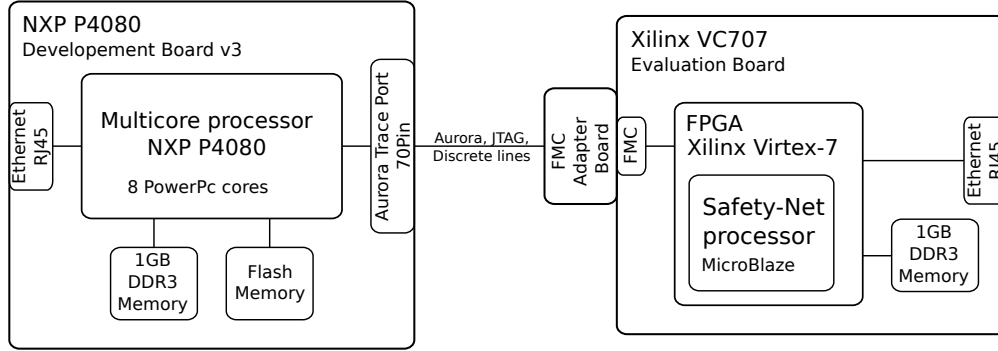 NXP P4080
Developement Board v3
Ethernet
RJ45
Multicore processor
NXP P4080
8 PowerPc cores
1GB
DDR3
Memory
Flash
Memory
Aurora Trace Port
70Pin
Aurora, JTAG,
Discrete lines
FMC
Adapter
Board
Xilinx VC707
Evaluation Board
FMC
FPGA
Xilinx Virtex-7
Safety-Net
processor
MicroBlaze
Ethernet
RJ45
1GB
DDR3
Memory